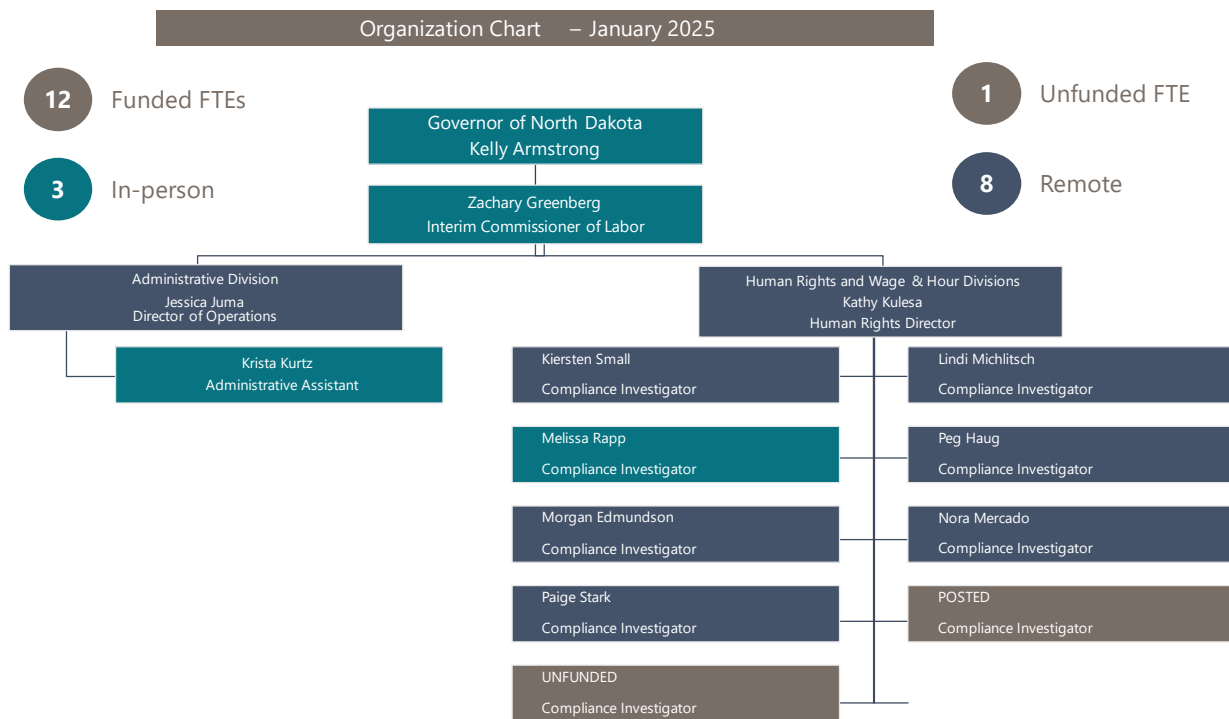 Organization Chart – January 2025
12 Funded FTEs
1 Unfunded FTE
3 In-person
8 Remote
Governor of North Dakota
Kelly Armstrong
Zachary Greenberg
Interim Commissioner of Labor
Administrative Division
Jessica Juma
Director of Operations
Krista Kurtz
Administrative Assistant
Human Rights and Wage & Hour Divisions
Kathy Kulesa
Human Rights Director
Kiersten Small
Compliance Investigator
Lindi Michlitsch
Compliance Investigator
Melissa Rapp
Compliance Investigator
Peg Haug
Compliance Investigator
Morgan Edmundson
Compliance Investigator
Nora Mercado
Compliance Investigator
Paige Stark
Compliance Investigator
POSTED
Compliance Investigator
UNFUNDED
Compliance Investigator